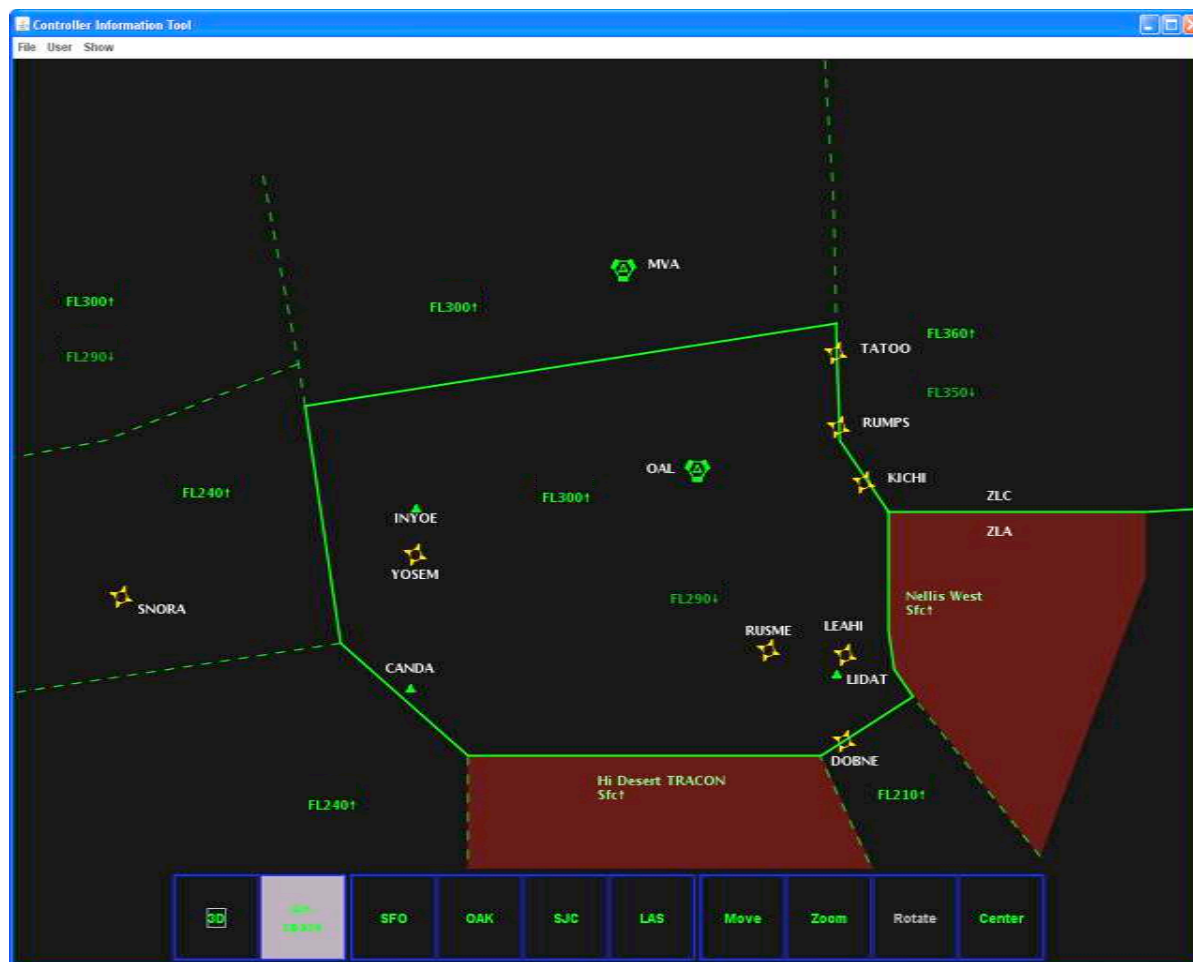 Controller Information Tool
File User Show
MVA
FL300↑
FL300↑
FL290↓
TATOO
FL360↑
FL350↓
RUMPS
OAL
KICHI
FL240↑
FL300↑
ZLC
INYOE
ZLA
YOSEM
SNORA
FL290↓
Nellis West
Sfc↑
RUSME
LEAHI
CANDA
LIDAT
DOBNE
Hi Desert TRACON
Sfc↑
FL240↑
FL210↑
3D
SFO
OAK
SJC
LAS
Move
Zoom
Rotate
Center